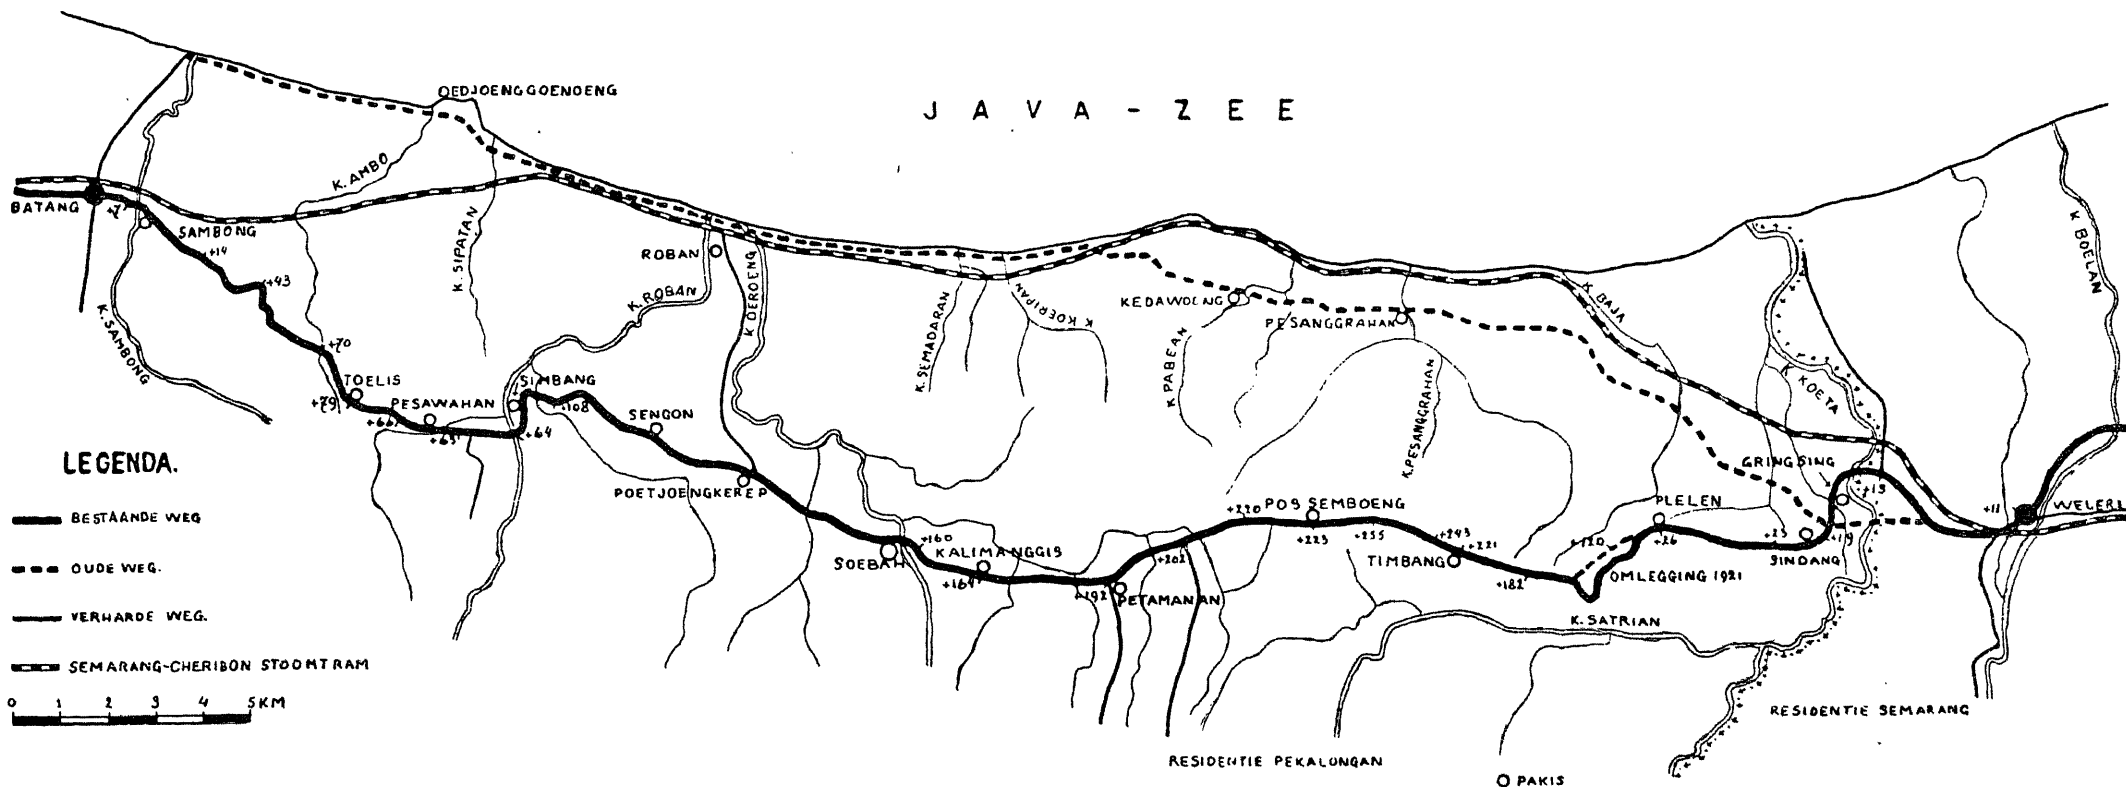 JAVA-ZEE
OEDJOENGGOENOENG
K. AMBO
BATANG
+7
SAMBONG
+14
+43
K. SIPATAN
ROBAN
K. ROBAN
K OEROENG
K. SAMBONG
+70
TOELIS
+79
PESAWAHAN
+66
+65
SIMBANG
+64
+108
SENGON
POETJOENGKEREP
K. SEMADARAN
K KOERIPAN
KEDAWOENG
K PABEAN
PESANGGRAHAN
K. PESANGGRAHAN
K BAJA
K KOETA
K BOELAN
GRINGSING
+13
+11
WELERI
PLELEN
+26
+25
+19
SINDANG
+120
OMLEGGING 1921
+220
POS SEMBOENG
+223
+255
+243
+221
TIMBANG
+182
+202
+192
PETAMANAN
+160
KALIMANGGIS
+164
SOEBAH
K. SATRIAN
RESIDENTIE SEMARANG
RESIDENTIE PEKALONGAN
PAKIS
LEGENDA.
BESTAANDE WEG
OUDE WEG.
VERHARDE WEG.
SEMARANG-CHERIBON STOOMTRAM
0 1 2 3 4 5 KM